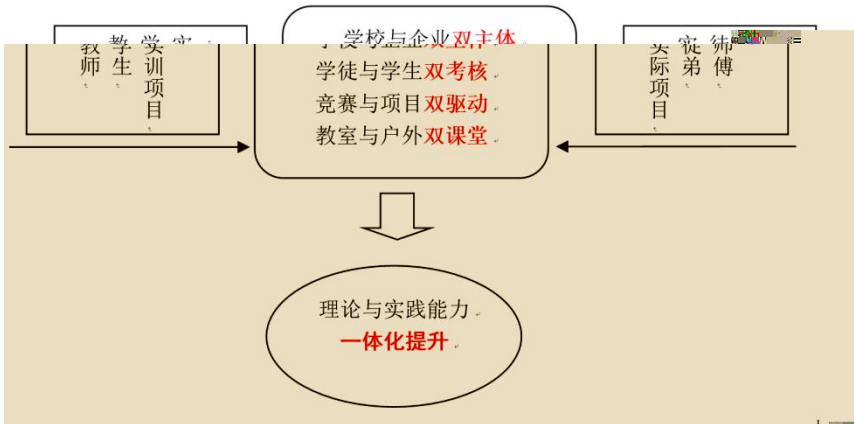 教师
学生
实训项目
学校与企业双主体
学徒与学生双考核
竞赛与项目双驱动
教室与户外双课堂
师傅
徒弟
实际项目
理论与实践能力
一体化提升